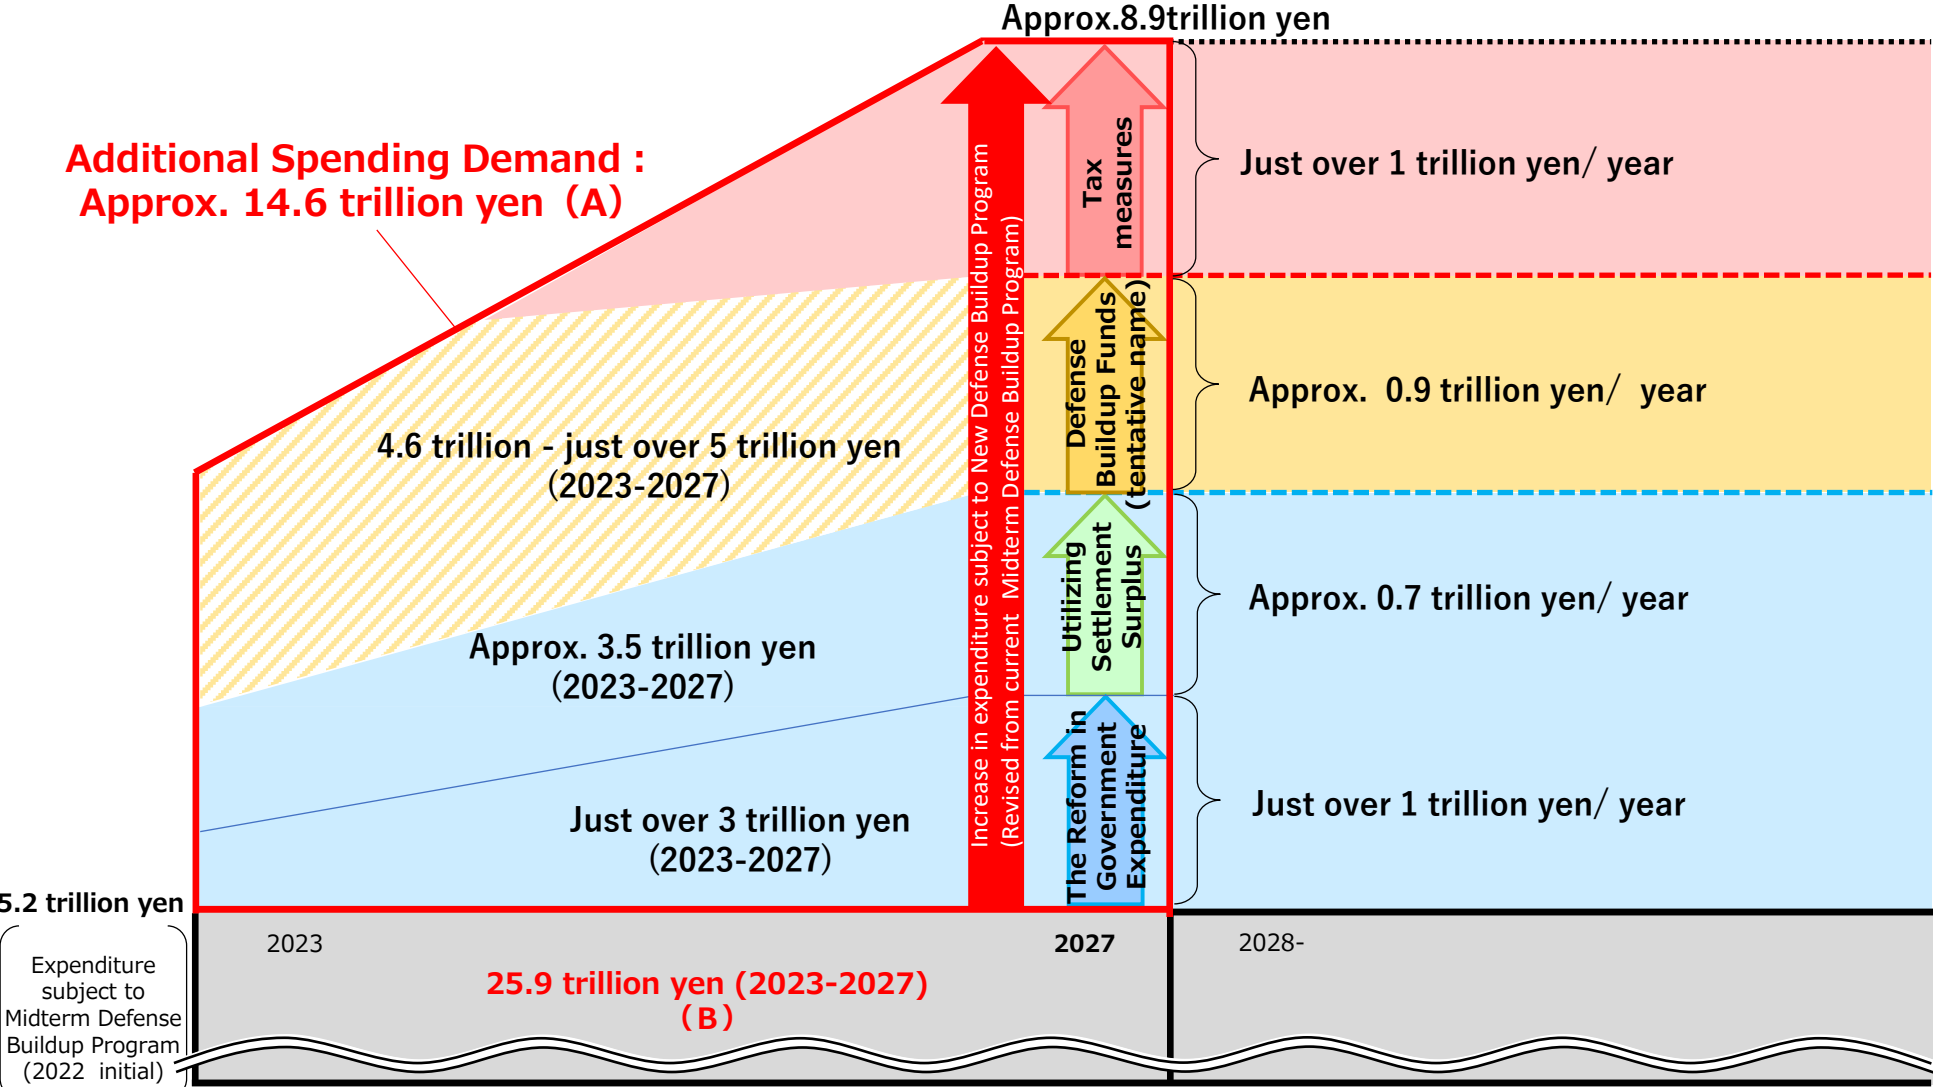 Approx.8.9trillion yen
Additional Spending Demand :
Approx. 14.6 trillion yen（A）
Increase in expenditure subject to New Defense Buildup Program
(Revised from current Midterm Defense Buildup Program)
Tax
measures
Just over 1 trillion yen/ year
Defense
Buildup Funds
(tentative name)
Approx. 0.9 trillion yen/ year
4.6 trillion - just over 5 trillion yen
(2023-2027)
Utilizing
Settlement
Surplus
Approx. 0.7 trillion yen/ year
Approx. 3.5 trillion yen
(2023-2027)
The Reform in
Government
Expenditure
Just over 1 trillion yen/ year
Just over 3 trillion yen
(2023-2027)
5.2 trillion yen
Expenditure
subject to
Midterm Defense
Buildup Program
(2022 initial)
2023
2027
2028-
25.9 trillion yen (2023-2027)
（B）